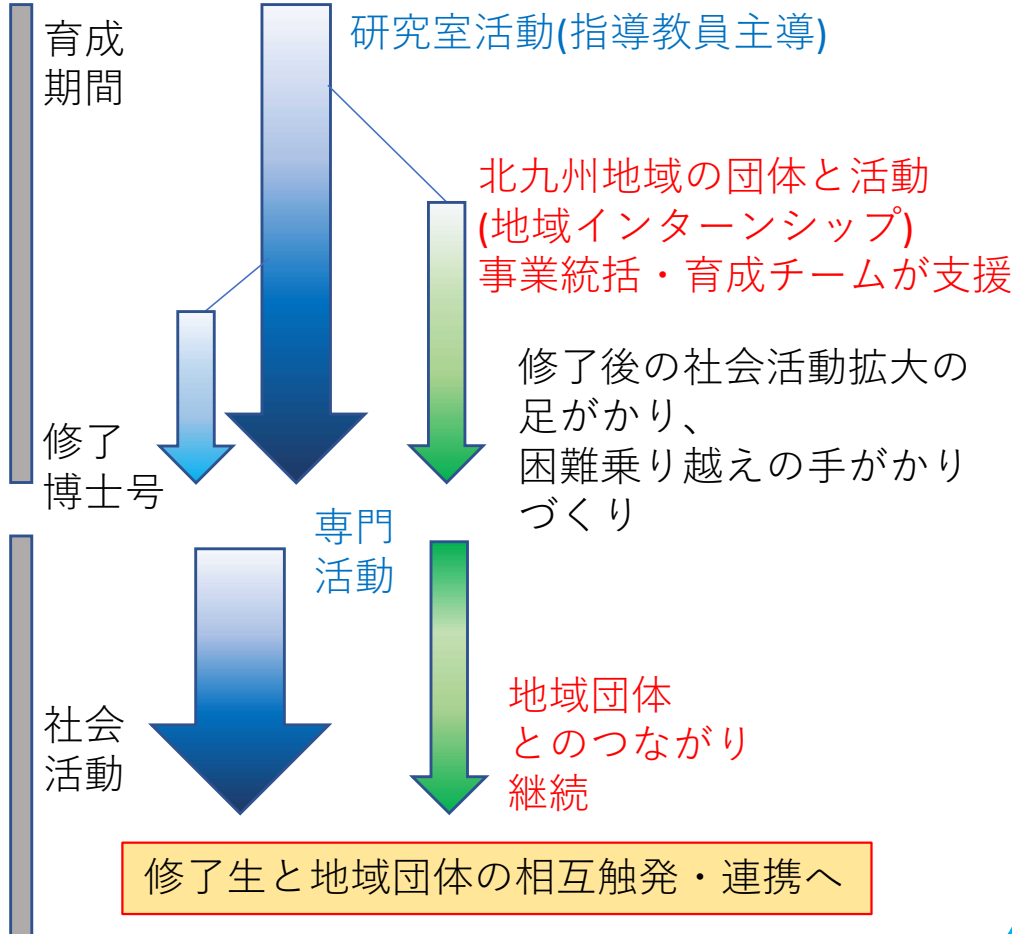 育成
期間
研究室活動(指導教員主導)
北九州地域の団体と活動
(地域インターンシップ)
事業統括・育成チームが支援
修了後の社会活動拡大の
足がかり、
困難乗り越えの手がかり
づくり
修了
博士号
専門
活動
社会
活動
地域団体
とのつながり
継続
修了生と地域団体の相互触発・連携へ